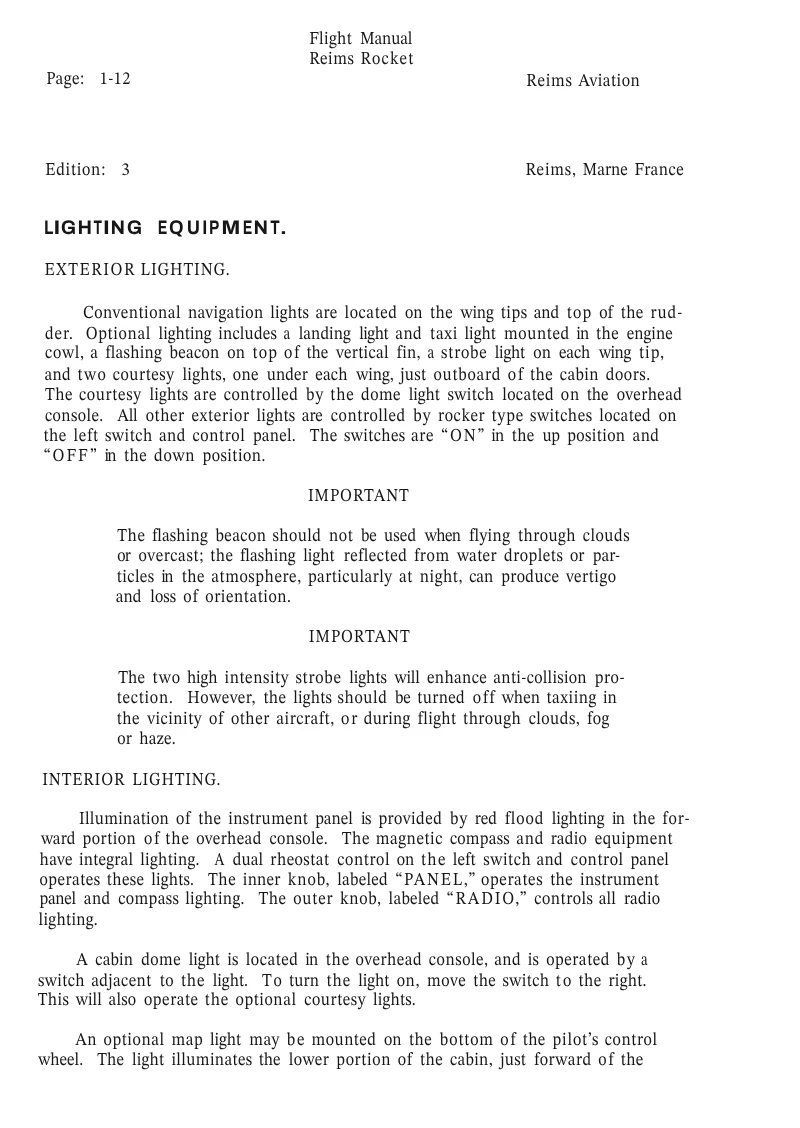 Flight Manual
Reims Rocket
Page: 1-12
Reims Aviation
Edition: 3
Reims, Marne France
LIGHTING EQUIPMENT.
EXTERIOR LIGHTING.
Conventional navigation lights are located on the wing tips and top of the rud-
der. Optional lighting includes a landing light and taxi light mounted in the engine
cowl, a flashing beacon on top of the vertical fin, a strobe light on each wing tip,
and two courtesy lights, one under each wing, just outboard of the cabin doors.
The courtesy lights are controlled by the dome light switch located on the overhead
console. All other exterior lights are controlled by rocker type switches located on
the left switch and control panel. The switches are “ON” in the up position and
“OFF” in the down position.
IMPORTANT
The flashing beacon should not be used when flying through clouds
or overcast; the flashing light reflected from water droplets or par-
ticles in the atmosphere, particularly at night, can produce vertigo
and loss of orientation.
IMPORTANT
The two high intensity strobe lights will enhance anti-collision pro-
tection. However, the lights should be turned off when taxiing in
the vicinity of other aircraft, or during flight through clouds, fog
or haze.
INTERIOR LIGHTING.
Illumination of the instrument panel is provided by red flood lighting in the for-
ward portion of the overhead console. The magnetic compass and radio equipment
have integral lighting. A dual rheostat control on the left switch and control panel
operates these lights. The inner knob, labeled “PANEL,” operates the instrument
panel and compass lighting. The outer knob, labeled “RADIO,” controls all radio
lighting.
A cabin dome light is located in the overhead console, and is operated by a
switch adjacent to the light. To turn the light on, move the switch to the right.
This will also operate the optional courtesy lights.
An optional map light may be mounted on the bottom of the pilot’s control
wheel. The light illuminates the lower portion of the cabin, just forward of the